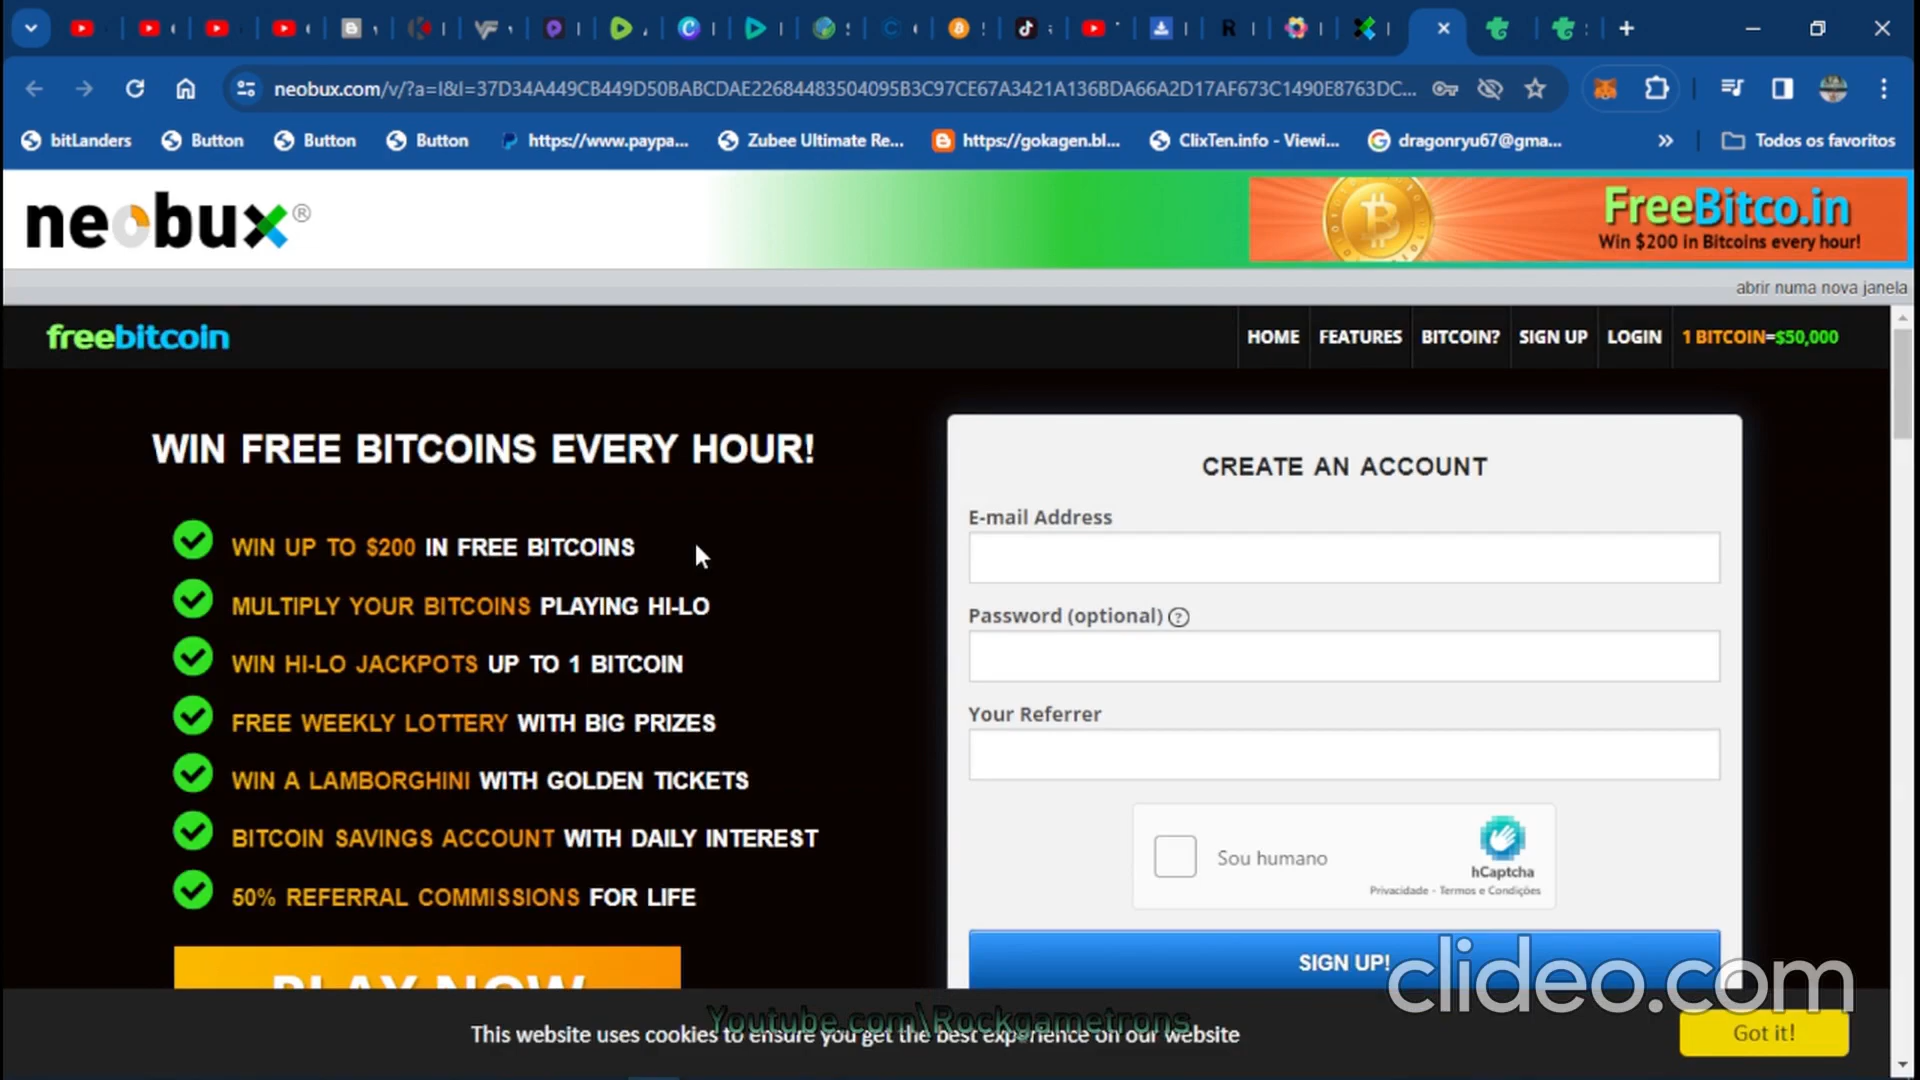 neobux.com/v/?a=l&l=37D34A449CB449D50BABCDAE22684483504095B3C97CE67A3421A136BDA66A2D17AF673C1490E8763DC...
bitLanders Button Button Button https://www.paypa... Zubee Ultimate Re... https://gokagen.bl... ClixTen.info - Viewi... dragonryu67@gma... » Todos os favoritos
neobux®
FreeBitco.in
Win $200 in Bitcoins every hour!
abrir numa nova janela
freebitcoin HOME FEATURES BITCOIN? SIGN UP LOGIN 1 BITCOIN=$50,000
WIN FREE BITCOINS EVERY HOUR!
WIN UP TO $200 IN FREE BITCOINS
MULTIPLY YOUR BITCOINS PLAYING HI-LO
WIN HI-LO JACKPOTS UP TO 1 BITCOIN
FREE WEEKLY LOTTERY WITH BIG PRIZES
WIN A LAMBORGHINI WITH GOLDEN TICKETS
BITCOIN SAVINGS ACCOUNT WITH DAILY INTEREST
50% REFERRAL COMMISSIONS FOR LIFE
PLAY NOW
CREATE AN ACCOUNT
E-mail Address
Password (optional) ?
Your Referrer
Sou humano
hCaptcha
Privacidade - Termos e Condições
SIGN UP!
clideo.com
Youtube.com\Rockgametrons
This website uses cookies to ensure you get the best experience on our website
Got it!